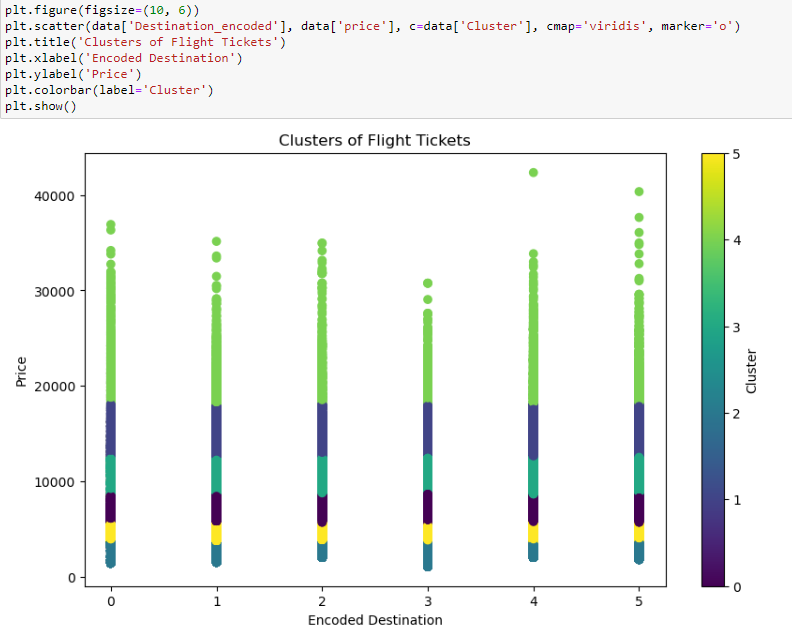 plt.figure(figsize=(10, 6))
plt.scatter(data['Destination_encoded'], data['price'], c=data['Cluster'], cmap='viridis', marker='o')
plt.title('Clusters of Flight Tickets')
plt.xlabel('Encoded Destination')
plt.ylabel('Price')
plt.colorbar(label='Cluster')
plt.show()
Clusters of Flight Tickets
40000
30000
20000
10000
0
Price
0 1 2 3 4 5
Encoded Destination
5
4
3
2
1
0
Cluster